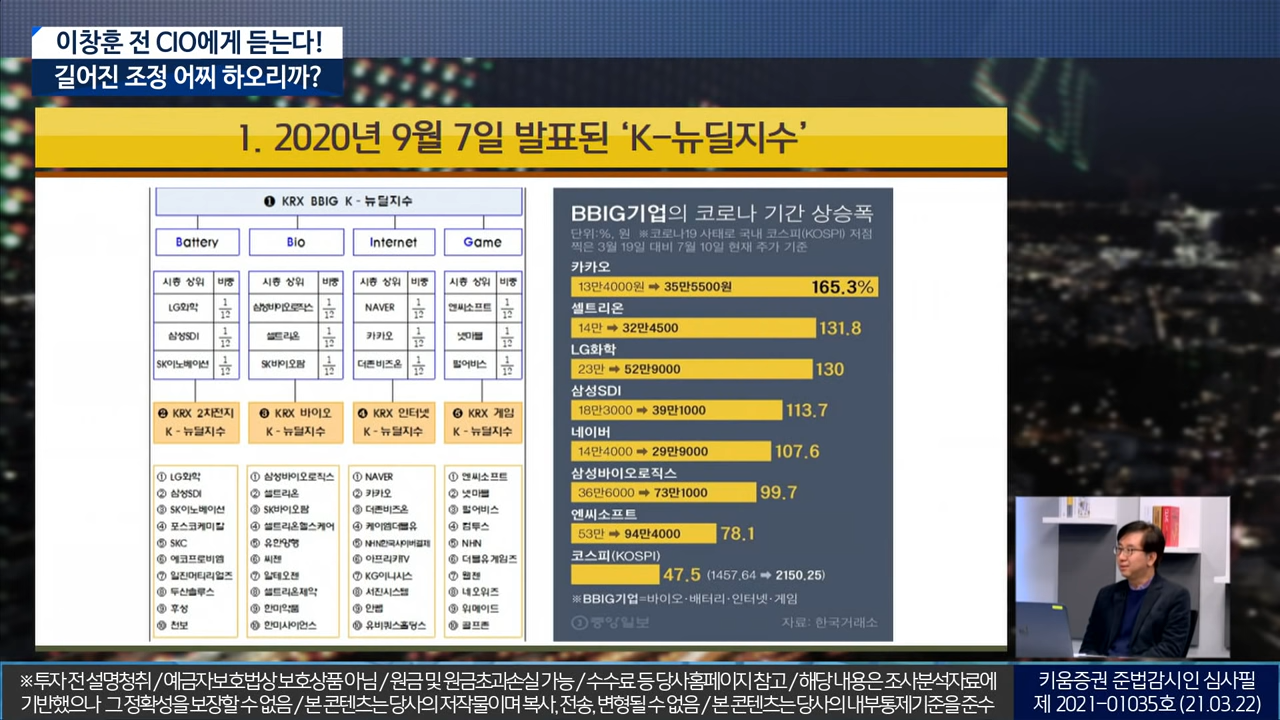 이창훈 전 CIO에게 듣는다!
길어진 조정 어찌 하오리까?
1. 2020년 9월 7일 발표된 'K-뉴딜지수'
❶ KRX BBIG K - 뉴딜지수
Battery
Bio
Internet
Game
시총 상위 비중
LG화학 1/12
삼성SDI 1/12
SK이노베이션 1/12
시총 상위 비중
삼성바이오로직스 1/12
셀트리온 1/12
SK바이오팜 1/12
시총 상위 비중
NAVER 1/12
카카오 1/12
더존비즈온 1/12
시총 상위 비중
엔씨소프트 1/12
넷마블 1/12
펄어비스 1/12
❷ KRX 2차전지
K - 뉴딜지수
❸ KRX 바이오
K - 뉴딜지수
❹ KRX 인터넷
K - 뉴딜지수
❺ KRX 게임
K - 뉴딜지수
① LG화학
② 삼성SDI
③ SK이노베이션
④ 포스코케미칼
⑤ SKC
⑥ 에코프로비엠
⑦ 일진머티리얼즈
⑧ 두산솔루스
⑨ 후성
⑩ 천보
① 삼성바이오로직스
② 셀트리온
③ SK바이오팜
④ 셀트리온헬스케어
⑤ 유한양행
⑥ 씨젠
⑦ 알테오젠
⑧ 셀트리온제약
⑨ 한미약품
⑩ 한미사이언스
① NAVER
② 카카오
③ 더존비즈온
④ 케이엠더블유
⑤ NHN한국사이버결제
⑥ 아프리카TV
⑦ KG이니시스
⑧ 서진시스템
⑨ 안랩
⑩ 유비쿼스홀딩스
① 엔씨소프트
② 넷마블
③ 펄어비스
④ 컴투스
⑤ NHN
⑥ 더블유게임즈
⑦ 웹젠
⑧ 네오위즈
⑨ 위메이드
⑩ 골프존
BBIG기업의 코로나 기간 상승폭
단위:%, 원 ※코로나19 사태로 국내 코스피(KOSPI) 저점
찍은 3월 19일 대비 7월 10일 현재 주가 기준
카카오
13만4000원 ➡ 35만5500원 165.3%
셀트리온
14만 ➡ 32만4500 131.8
LG화학
23만 ➡ 52만9000 130
삼성SDI
18만3000 ➡ 39만1000 113.7
네이버
14만4000 ➡ 29만9000 107.6
삼성바이오로직스
36만6000 ➡ 73만1000 99.7
엔씨소프트
53만 ➡ 94만4000 78.1
코스피(KOSPI)
47.5 (1457.64 ➡ 2150.25)
※BBIG기업=바이오·배터리·인터넷·게임
중앙일보 자료: 한국거래소
※ 투자 전 설명청취 / 예금자보호법상 보호상품 아님 / 원금 및 원금초과손실 가능 / 수수료 등 당사홈페이지 참고 / 해당 내용은 조사분석자료에
기반했으나 그 정확성을 보장할 수 없음 / 본 콘텐츠는 당사의 저작물이며 복사, 전송, 변형될 수 없음 / 본 콘텐츠는 당사의 내부통제기준을 준수
키움증권 준법감시인 심사필
제 2021-01035호 (21.03.22)